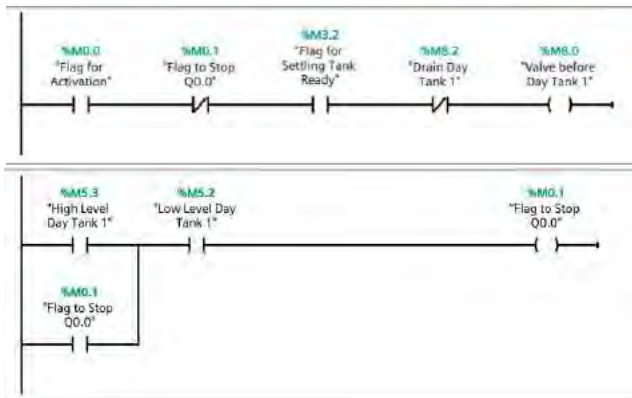 %M0.0
"Flag for
Activation"
%M0.1
"Flag to Stop
Q0.0"
%M3.2
"Flag for
Settling Tank
Ready"
%M8.2
"Drain Day
Tank 1"
%M8.0
"Valve before
Day Tank 1"
%M5.3
"High Level
Day Tank 1"
%M5.2
"Low Level Day
Tank 1"
%M0.1
"Flag to Stop
Q0.0"
%M0.1
"Flag to Stop
Q0.0"